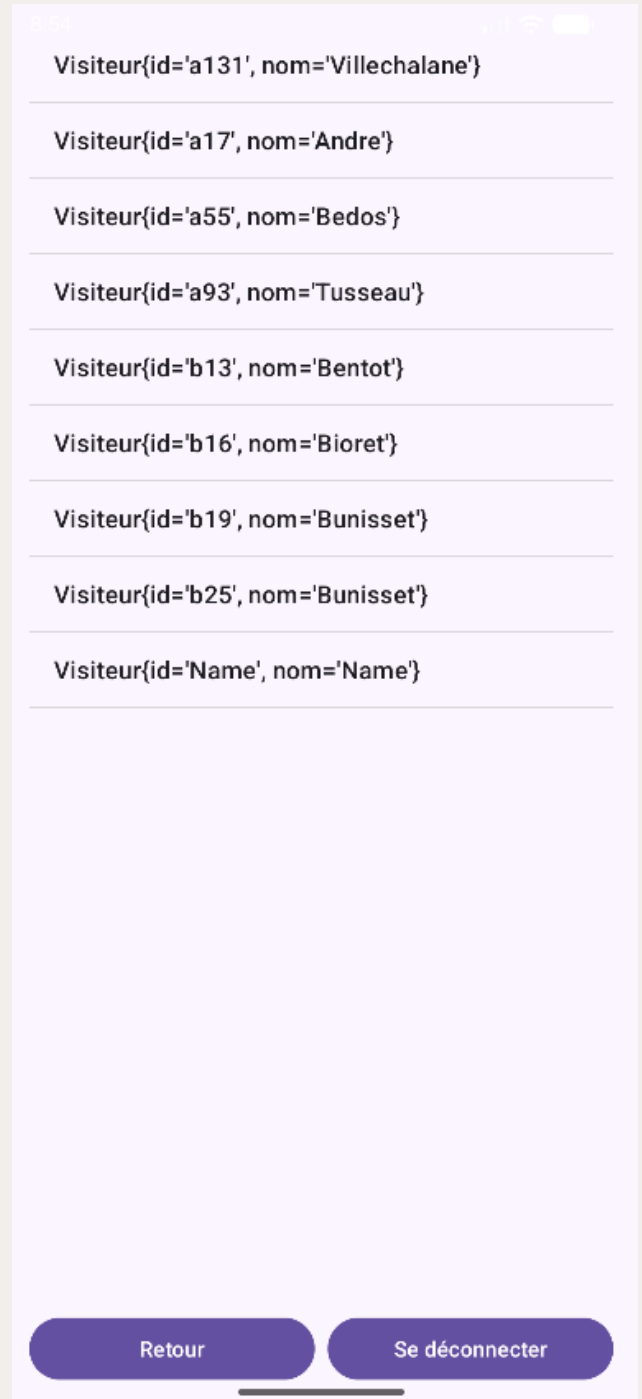 8:54
Visiteur{id='a131', nom='Villechalane'}
Visiteur{id='a17', nom='Andre'}
Visiteur{id='a55', nom='Bedos'}
Visiteur{id='a93', nom='Tusseau'}
Visiteur{id='b13', nom='Bentot'}
Visiteur{id='b16', nom='Bioret'}
Visiteur{id='b19', nom='Bunisset'}
Visiteur{id='b25', nom='Bunisset'}
Visiteur{id='Name', nom='Name'}
Retour Se déconnecter